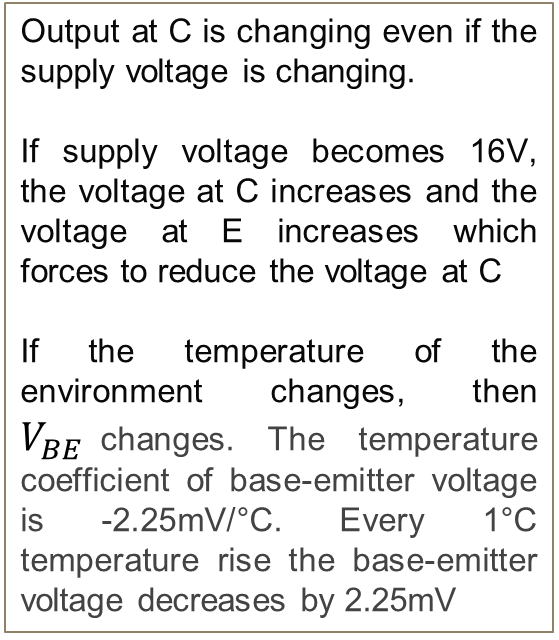 Output at C is changing even if the
supply voltage is changing.
If supply voltage becomes 16V,
the voltage at C increases and the
voltage at E increases which
forces to reduce the voltage at C
If the temperature of the
environment changes, then
V_{BE} changes. The temperature
coefficient of base-emitter voltage
is -2.25mV/°C. Every 1°C
temperature rise the base-emitter
voltage decreases by 2.25mV